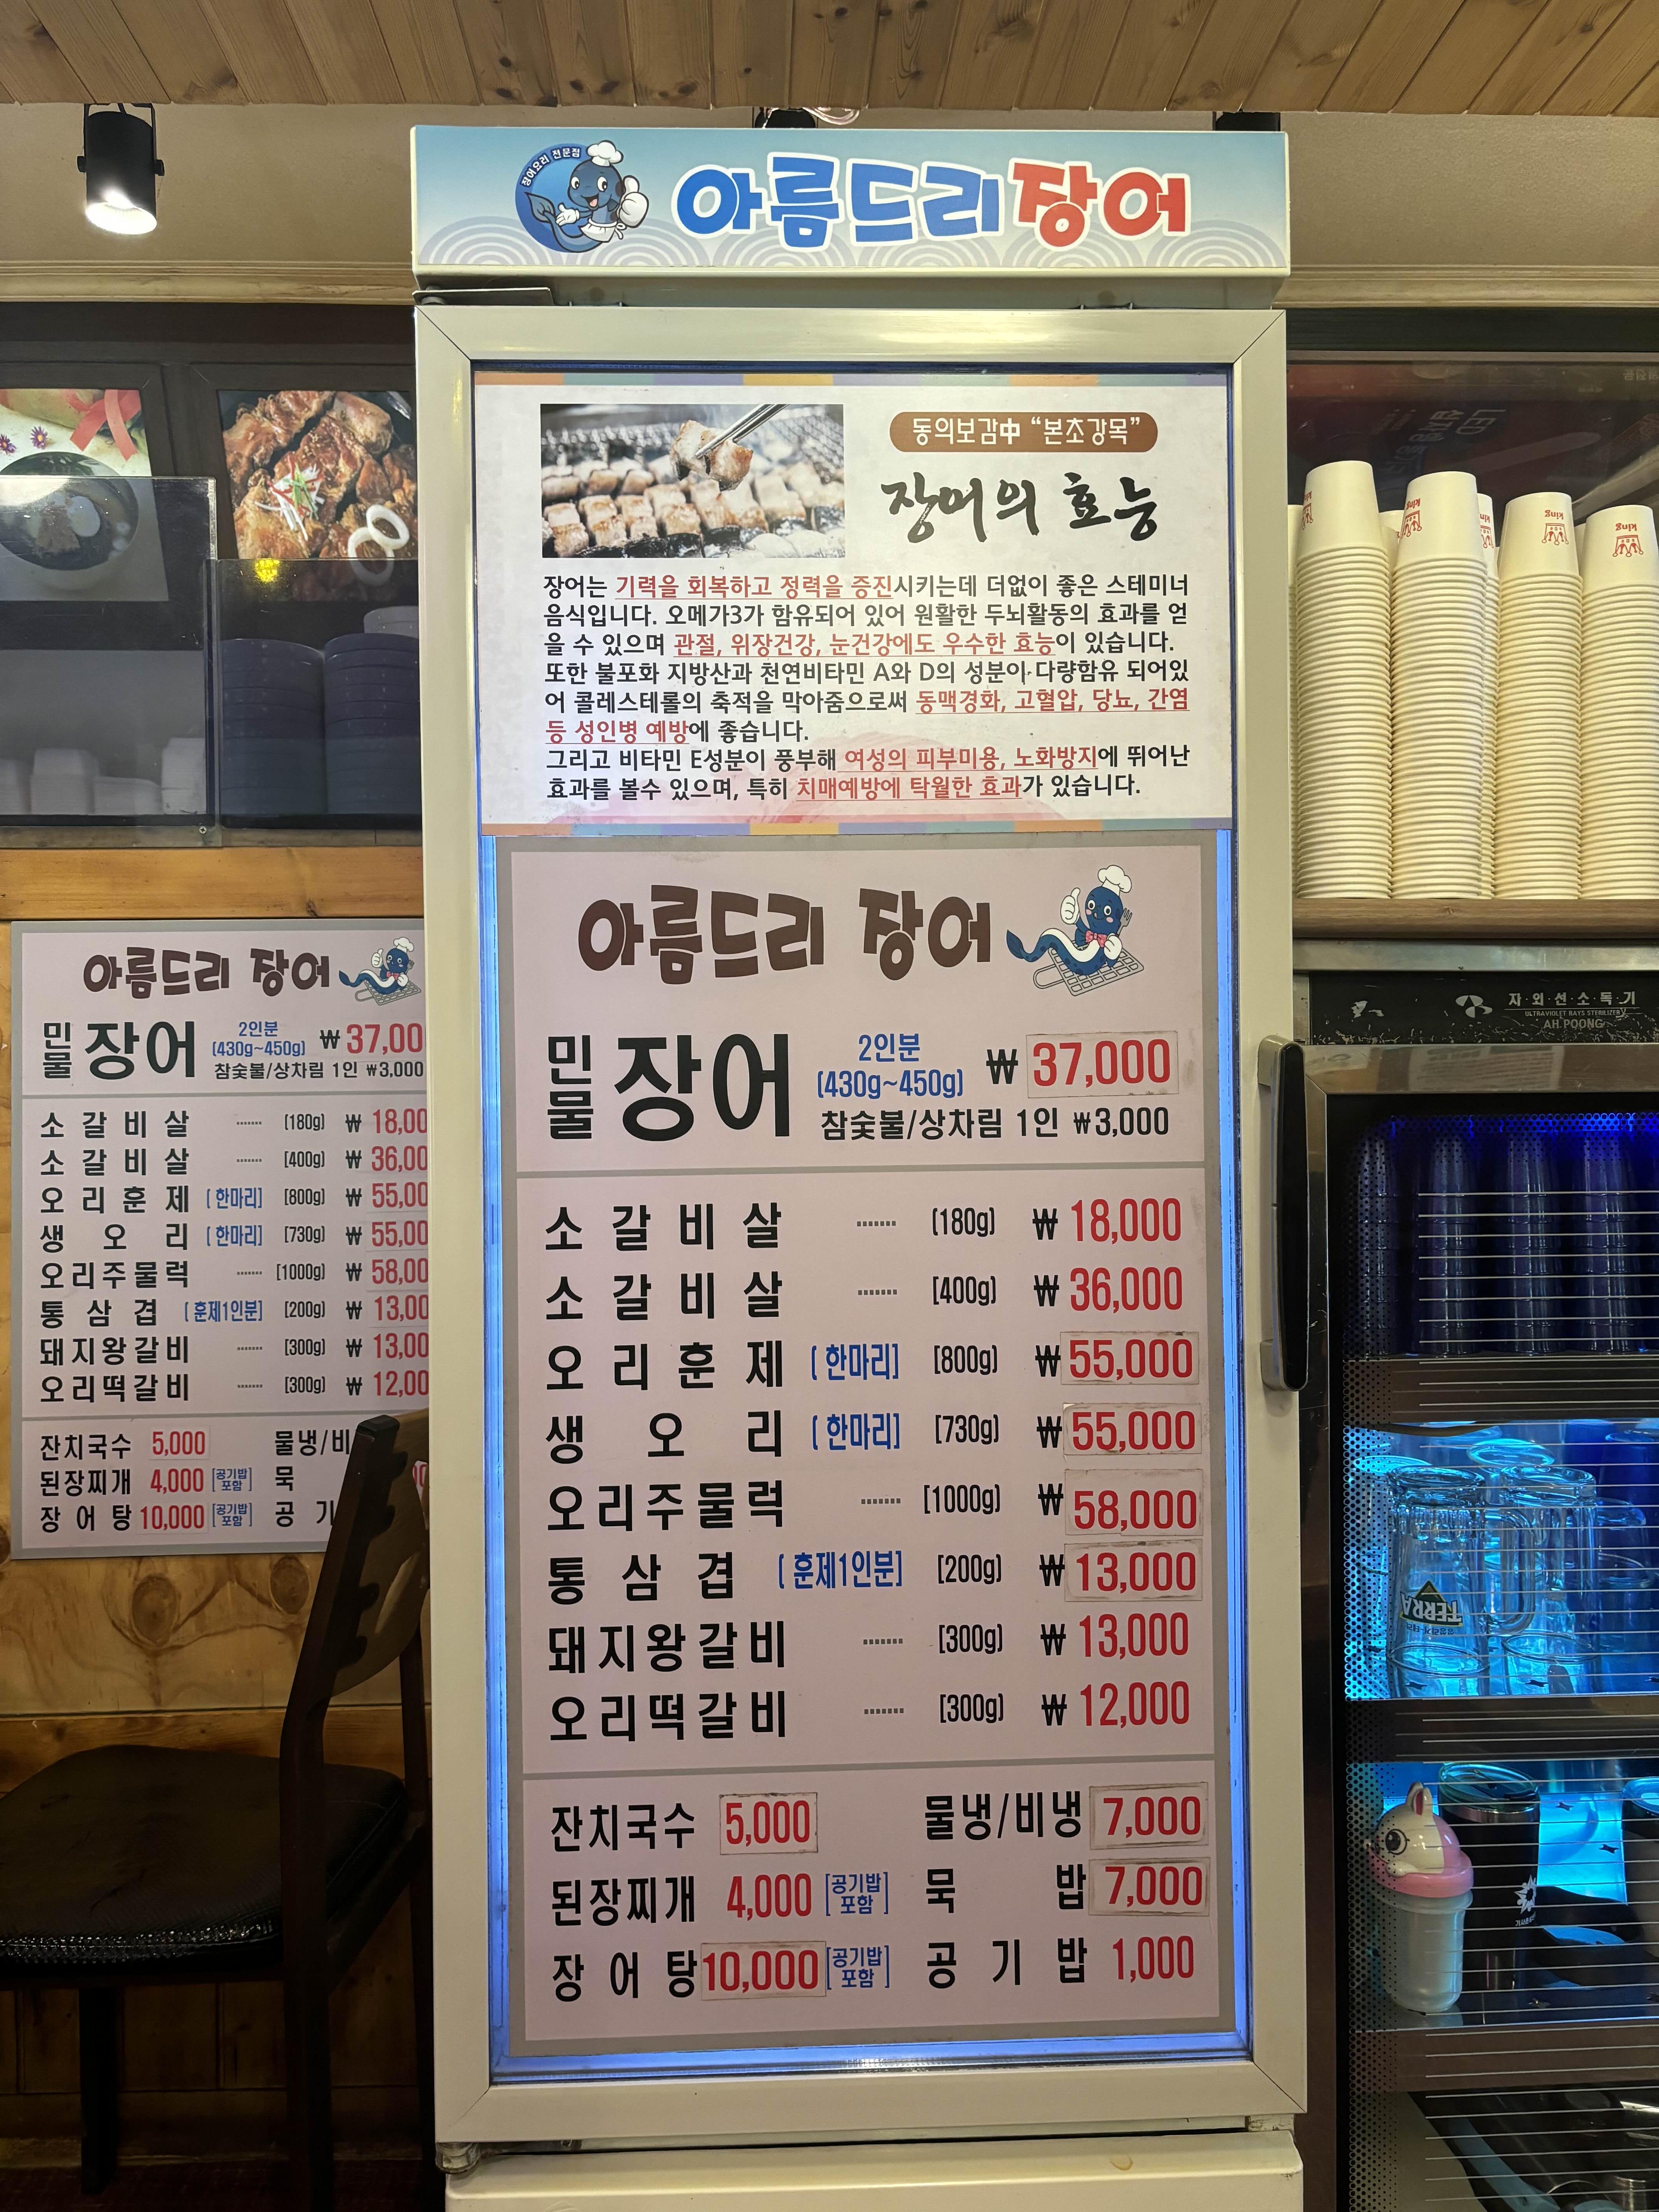 장어요리 전문점
아름드리장어
동의보감中 “본초강목”
장어의 효능
장어는 기력을 회복하고 정력을 증진시키는데 더없이 좋은 스테미너
음식입니다. 오메가3가 함유되어 있어 원활한 두뇌활동의 효과를 얻
을 수 있으며 관절, 위장건강, 눈건강에도 우수한 효능이 있습니다.
또한 불포화 지방산과 천연비타민 A와 D의 성분이 다량함유 되어있
어 콜레스테롤의 축적을 막아줌으로써 동맥경화, 고혈압, 당뇨, 간염
등 성인병 예방에 좋습니다.
그리고 비타민 E성분이 풍부해 여성의 피부미용, 노화방지에 뛰어난
효과를 볼수 있으며, 특히 치매예방에 탁월한 효과가 있습니다.
아름드리 장어
민물 장어 2인분 (430g~450g) ₩ 37,000
참숯불/상차림 1인 ₩3,000
소갈비살 ······· (180g) ₩ 18,000
소갈비살 ······· (400g) ₩ 36,000
오리훈제 [한마리] (800g) ₩ 55,000
생오리 [한마리] (730g) ₩ 55,000
오리주물럭 ······· (1000g) ₩ 58,000
통삼겹 [훈제1인분] (200g) ₩ 13,000
돼지왕갈비 ······· (300g) ₩ 13,000
오리떡갈비 ······· (300g) ₩ 12,000
잔치국수 5,000 물냉/비냉 7,000
된장찌개 4,000 [공기밥 포함] 묵밥 7,000
장어탕 10,000 [공기밥 포함] 공기밥 1,000
아름드리 장어
민물 장어 2인분 (430g~450g) ₩ 37,00
참숯불/상차림 1인 ₩3,000
소갈비살 ······· (180g) ₩ 18,00
소갈비살 ······· (400g) ₩ 36,00
오리훈제 [한마리] (800g) ₩ 55,00
생오리 [한마리] (730g) ₩ 55,00
오리주물럭 ······· (1000g) ₩ 58,00
통삼겹 [훈제1인분] (200g) ₩ 13,00
돼지왕갈비 ······· (300g) ₩ 13,00
오리떡갈비 ······· (300g) ₩ 12,00
잔치국수 5,000 물냉/비
된장찌개 4,000 [공기밥 포함] 묵
장어탕 10,000 [공기밥 포함] 공기
King
King
King
King
자·외·선·소·독·기
ULTRAVIOLET RAYS STERILIZER
AH POONG
TERRA